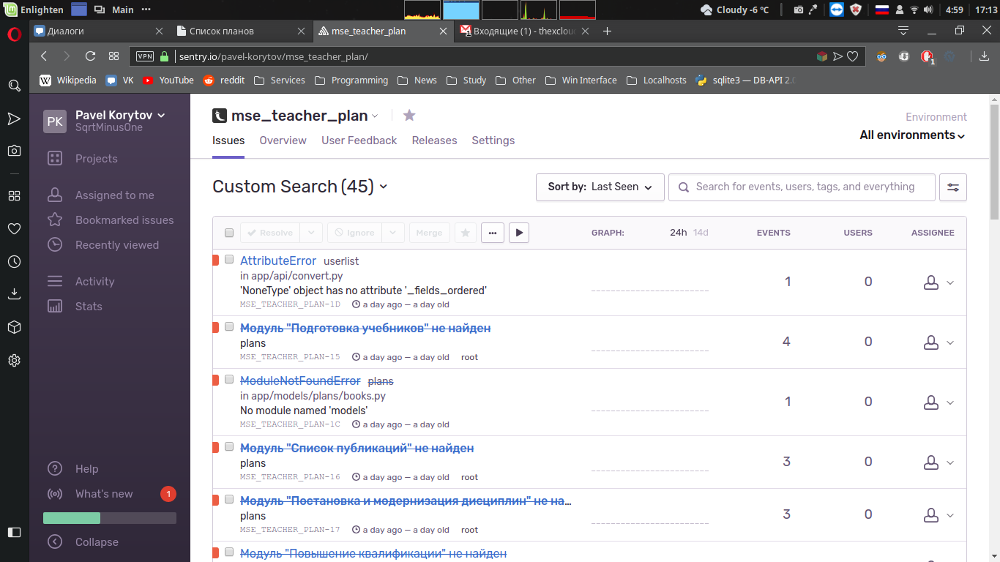 Enlighten Main ··· Cloudy -6 °C 4:59 17:13
Диалоги Список планов mse_teacher_plan Входящие (1) - thexclou
VPN sentry.io/pavel-korytov/mse_teacher_plan/ 1
Wikipedia VK YouTube reddit Services Programming News Study Other Win Interface Localhosts sqlite3 — DB-API 2.0
PK Pavel Korytov
SqrtMinusOne
Projects
Assigned to me
Bookmarked issues
Recently viewed
Activity
Stats
Help
What's new 1
Collapse
mse_teacher_plan
Environment
All environments
Issues Overview User Feedback Releases Settings
Custom Search (45) Sort by: Last Seen Search for events, users, tags, and everything
Resolve Ignore Merge ··· GRAPH: 24h 14d EVENTS USERS ASSIGNEE
AttributeError userlist
in app/api/convert.py
'NoneType' object has no attribute '_fields_ordered'
MSE_TEACHER_PLAN-1D a day ago — a day old
1 0
Модуль "Подготовка учебников" не найден
plans
MSE_TEACHER_PLAN-15 a day ago — a day old root
4 0
ModuleNotFoundError plans
in app/models/plans/books.py
No module named 'models'
MSE_TEACHER_PLAN-1C a day ago — a day old
1 0
Модуль "Список публикаций" не найден
plans
MSE_TEACHER_PLAN-16 a day ago — a day old root
3 0
Модуль "Постановка и модернизация дисциплин" не на...
plans
MSE_TEACHER_PLAN-17 a day ago — a day old root
3 0
Модуль "Повышение квалификации" не найден